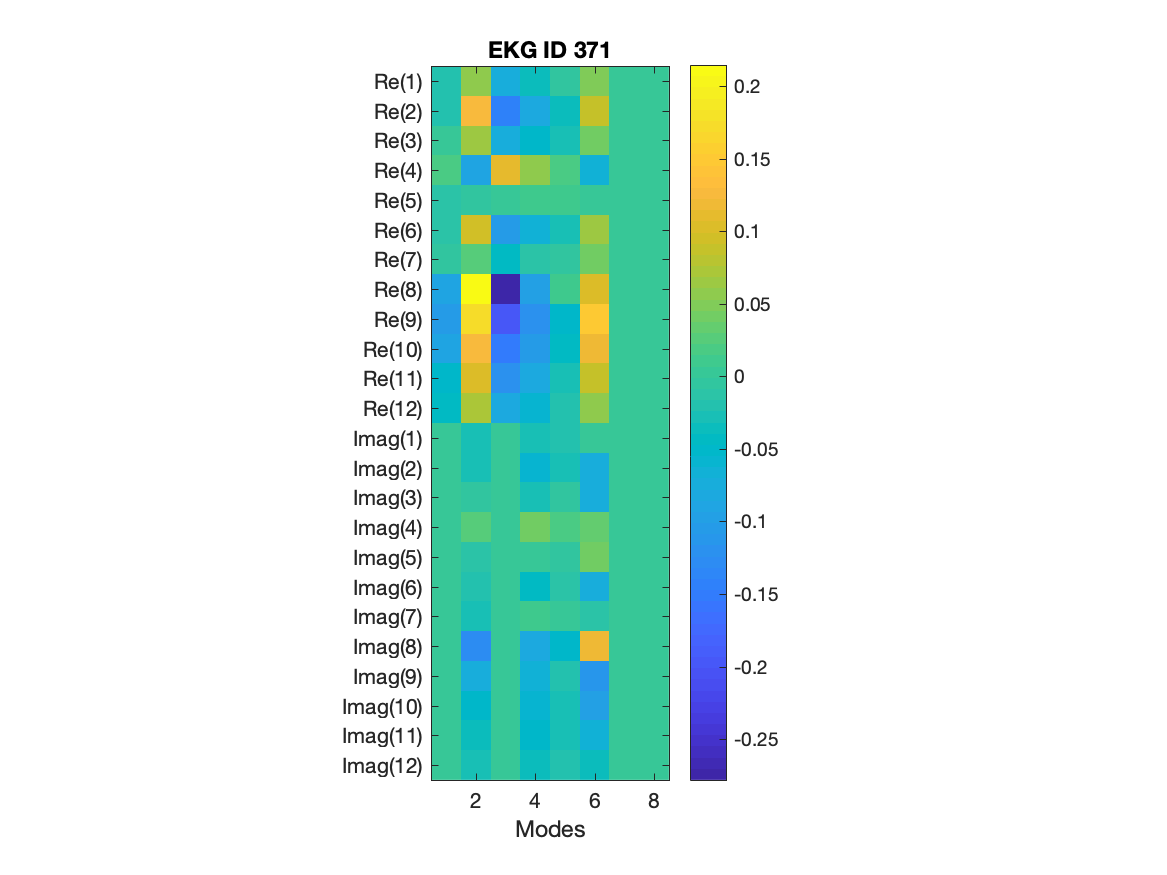 EKG ID 371
Re(1)
Re(2)
Re(3)
Re(4)
Re(5)
Re(6)
Re(7)
Re(8)
Re(9)
Re(10)
Re(11)
Re(12)
Imag(1)
Imag(2)
Imag(3)
Imag(4)
Imag(5)
Imag(6)
Imag(7)
Imag(8)
Imag(9)
Imag(10)
Imag(11)
Imag(12)
2 4 6 8
Modes
0.2
0.15
0.1
0.05
0
-0.05
-0.1
-0.15
-0.2
-0.25